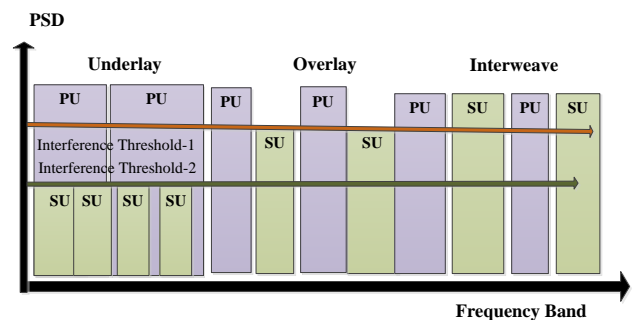 PSD
Underlay Overlay Interweave
PU PU PU PU PU SU PU SU
SU SU
Interference Threshold-1
Interference Threshold-2
SU SU SU SU
Frequency Band